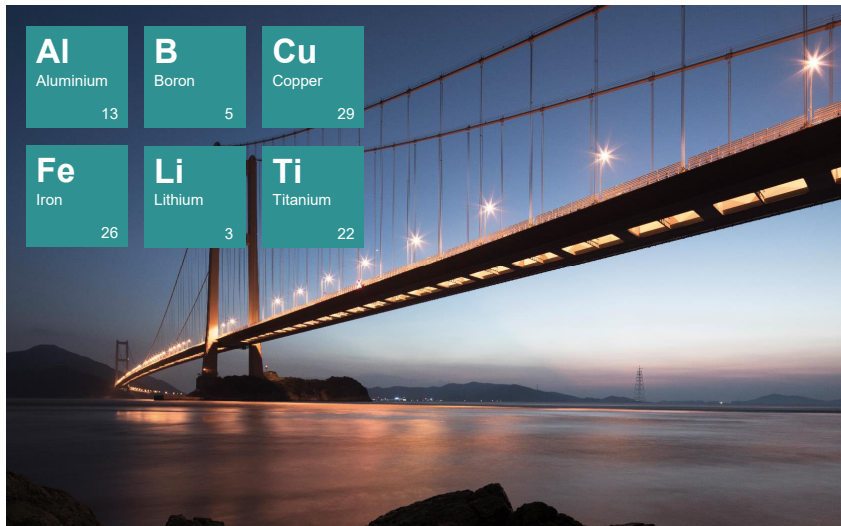 Al
Aluminium
13
B
Boron
5
Cu
Copper
29
Fe
Iron
26
Li
Lithium
3
Ti
Titanium
22